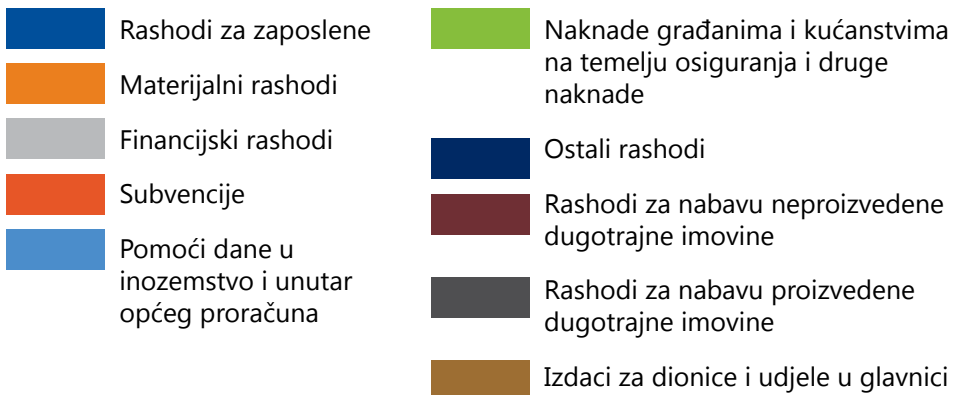 Rashodi za zaposlene
Materijalni rashodi
Financijski rashodi
Subvencije
Pomoći dane u
inozemstvo i unutar
općeg proračuna
Naknade građanima i kućanstvima
na temelju osiguranja i druge
naknade
Ostali rashodi
Rashodi za nabavu neproizvedene
dugotrajne imovine
Rashodi za nabavu proizvedene
dugotrajne imovine
Izdaci za dionice i udjele u glavnici